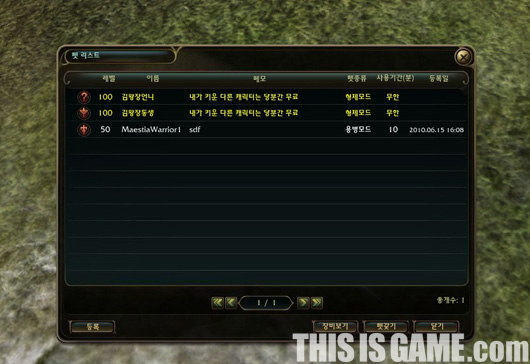 펫 리스트
레벨 이름 메모 펫종류 사용기간(분) 등록일
? 100 김왕장언니 내가 키운 다른 캐릭터는 당분간 무료 형제모드 무한
100 김왕장동생 내가 키운 다른 캐릭터는 당분간 무료 형제모드 무한
50 MaestiaWarrior1 sdf 용병모드 10 2010.06.15 16:08
1 / 1
총개수: 1
등록 장비보기 펫찾기 닫기
THIS IS GAME.com